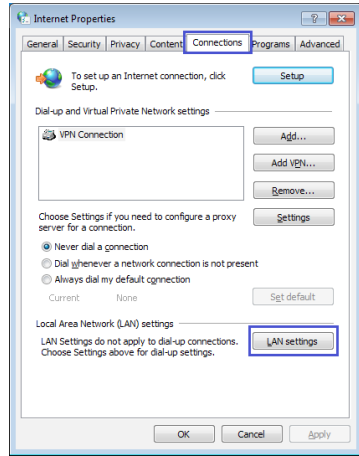 Internet Properties
General Security Privacy Content Connections Programs Advanced
To set up an Internet connection, click
Setup.
Setup
Dial-up and Virtual Private Network settings
VPN Connection
Add...
Add VPN...
Remove...
Choose Settings if you need to configure a proxy
server for a connection.
Settings
Never dial a connection
Dial whenever a network connection is not present
Always dial my default connection
Current None
Set default
Local Area Network (LAN) settings
LAN Settings do not apply to dial-up connections.
Choose Settings above for dial-up settings.
LAN settings
OK Cancel Apply